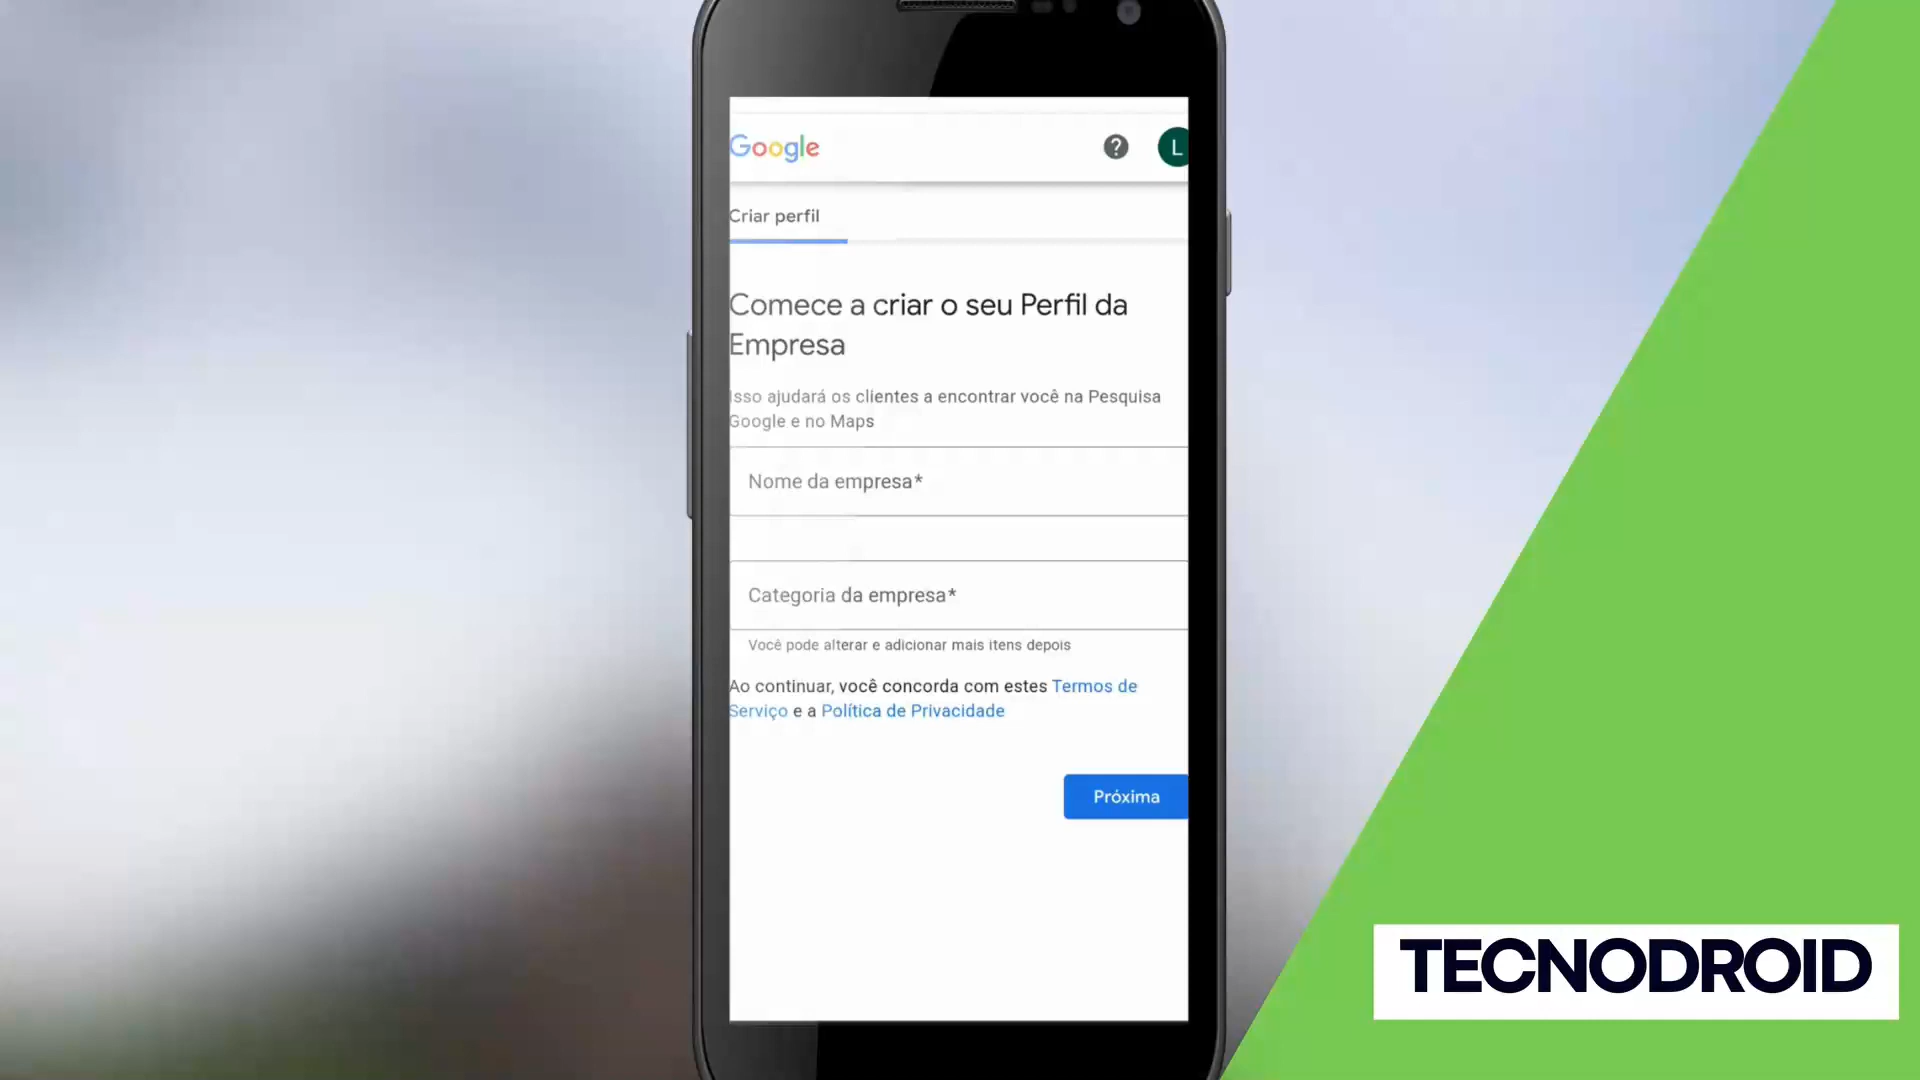 Google
L
Criar perfil
Comece a criar o seu Perfil da
Empresa
Isso ajudará os clientes a encontrar você na Pesquisa
Google e no Maps
Nome da empresa*
Categoria da empresa*
Você pode alterar e adicionar mais itens depois
Ao continuar, você concorda com estes Termos de
Serviço e a Política de Privacidade
Próxima
TECNODROID